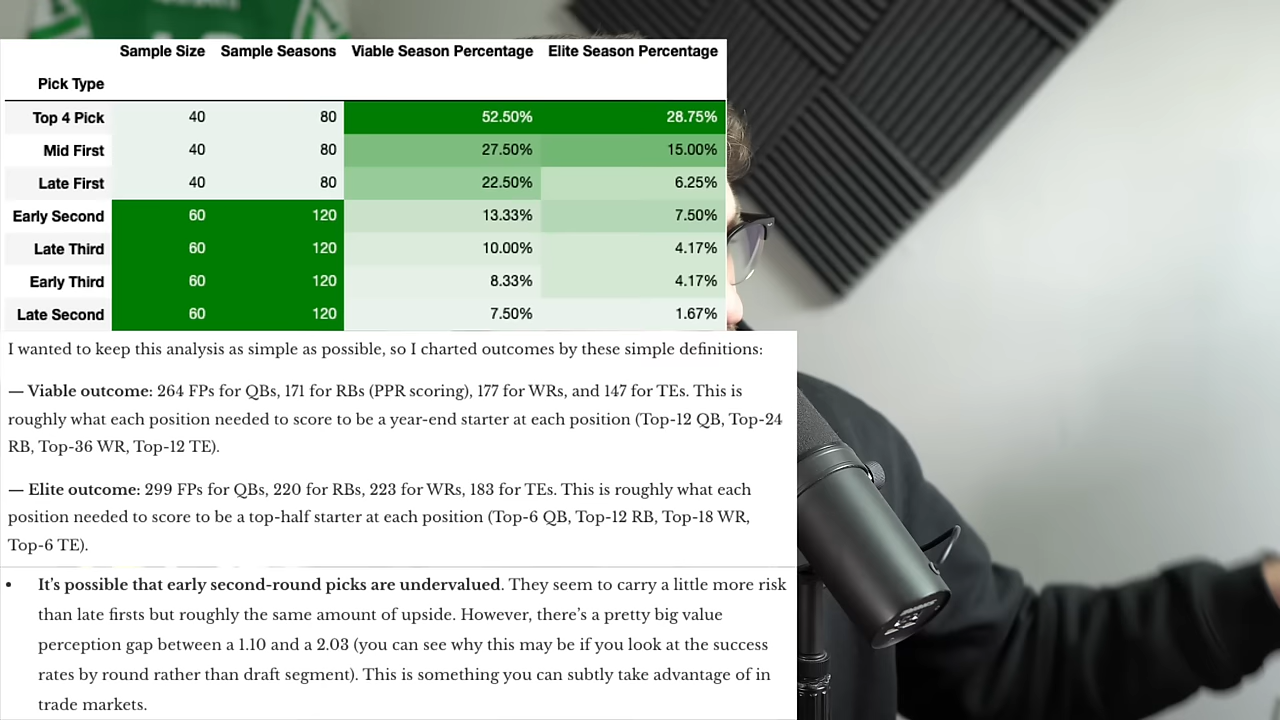 Sample Size Sample Seasons Viable Season Percentage Elite Season Percentage
Pick Type
Top 4 Pick 40 80 52.50% 28.75%
Mid First 40 80 27.50% 15.00%
Late First 40 80 22.50% 6.25%
Early Second 60 120 13.33% 7.50%
Late Third 60 120 10.00% 4.17%
Early Third 60 120 8.33% 4.17%
Late Second 60 120 7.50% 1.67%
I wanted to keep this analysis as simple as possible, so I charted outcomes by these simple definitions:
— Viable outcome: 264 FPs for QBs, 171 for RBs (PPR scoring), 177 for WRs, and 147 for TEs. This is
roughly what each position needed to score to be a year-end starter at each position (Top-12 QB, Top-24
RB, Top-36 WR, Top-12 TE).
— Elite outcome: 299 FPs for QBs, 220 for RBs, 223 for WRs, 183 for TEs. This is roughly what each
position needed to score to be a top-half starter at each position (Top-6 QB, Top-12 RB, Top-18 WR,
Top-6 TE).
• It's possible that early second-round picks are undervalued. They seem to carry a little more risk
than late firsts but roughly the same amount of upside. However, there's a pretty big value
perception gap between a 1.10 and a 2.03 (you can see why this may be if you look at the success
rates by round rather than draft segment). This is something you can subtly take advantage of in
trade markets.